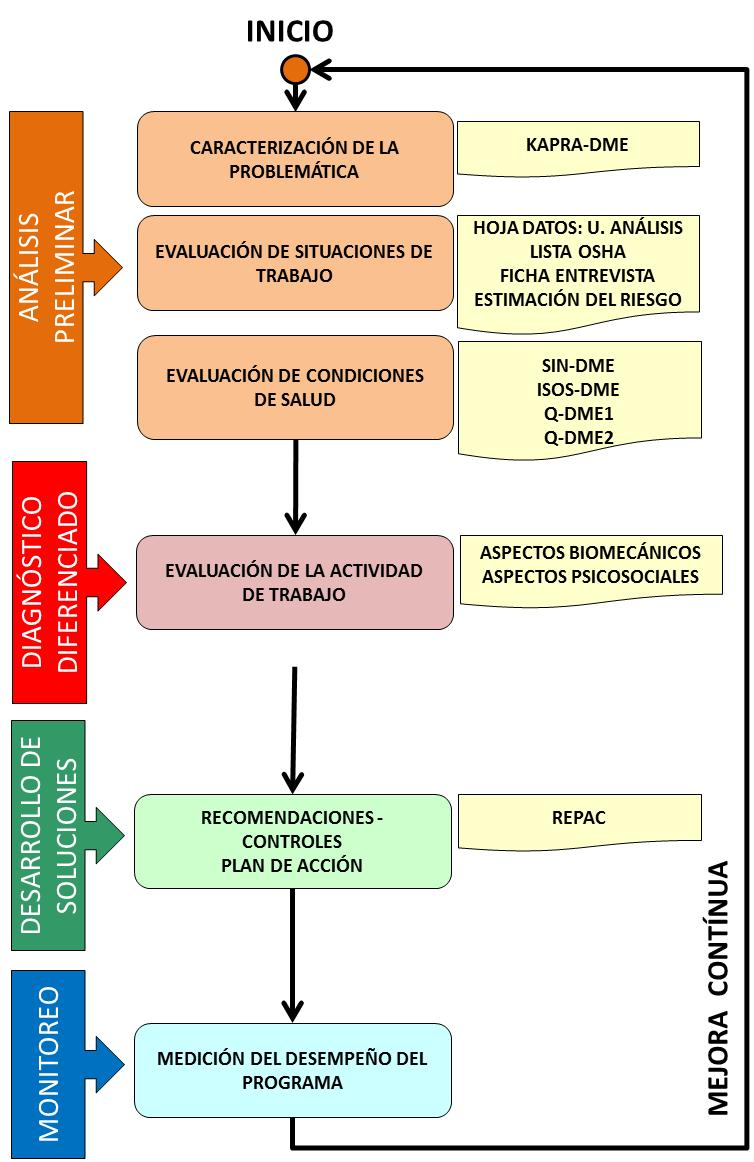 INICIO
ANÁLISIS
PRELIMINAR
CARACTERIZACIÓN DE LA
PROBLEMÁTICA
KAPRA-DME
EVALUACIÓN DE SITUACIONES DE
TRABAJO
HOJA DATOS: U. ANÁLISIS
LISTA OSHA
FICHA ENTREVISTA
ESTIMACIÓN DEL RIESGO
EVALUACIÓN DE CONDICIONES
DE SALUD
SIN-DME
ISOS-DME
Q-DME1
Q-DME2
DIAGNÓSTICO
DIFERENCIADO
EVALUACIÓN DE LA ACTIVIDAD
DE TRABAJO
ASPECTOS BIOMECÁNICOS
ASPECTOS PSICOSOCIALES
DESARROLLO DE
SOLUCIONES
RECOMENDACIONES -
CONTROLES
PLAN DE ACCIÓN
REPAC
MONITOREO
MEDICIÓN DEL DESEMPEÑO DEL
PROGRAMA
MEJORA CONTÍNUA